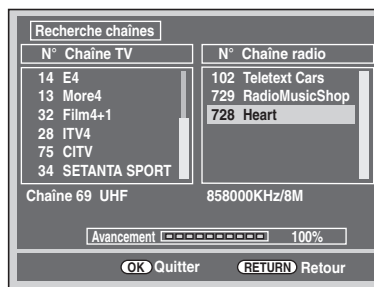 Recherche chaînes
N° Chaîne TV
N° Chaîne radio
14 E4
13 More4
32 Film4+1
28 ITV4
75 CITV
34 SETANTA SPORT
102 Teletext Cars
729 RadioMusicShop
728 Heart
Chaîne 69 UHF
858000KHz/8M
Avancement 100%
OK Quitter
RETURN Retour